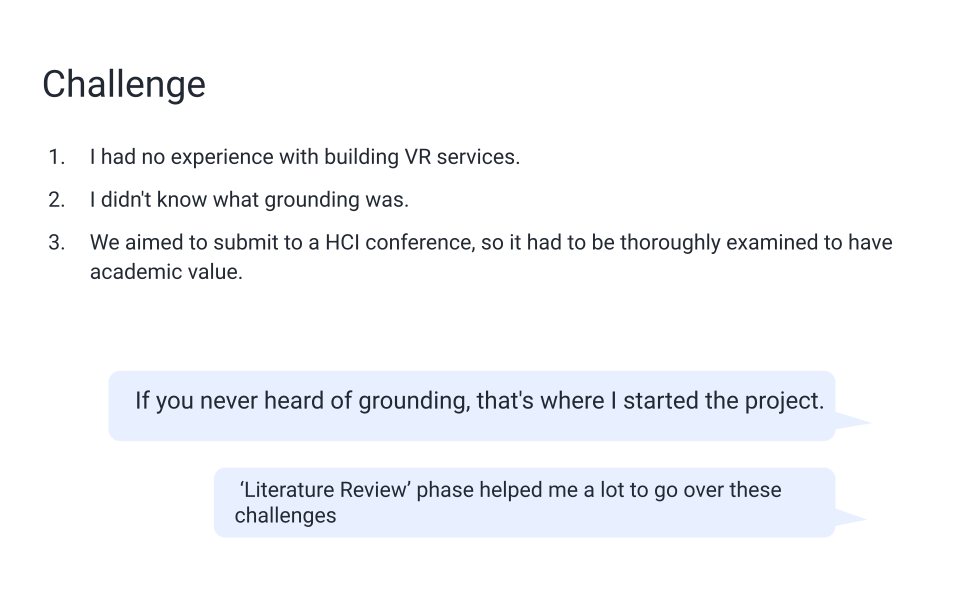 Challenge
1. I had no experience with building VR services.
2. I didn't know what grounding was.
3. We aimed to submit to a HCI conference, so it had to be thoroughly examined to have
academic value.
If you never heard of grounding, that's where I started the project.
‘Literature Review’ phase helped me a lot to go over these
challenges